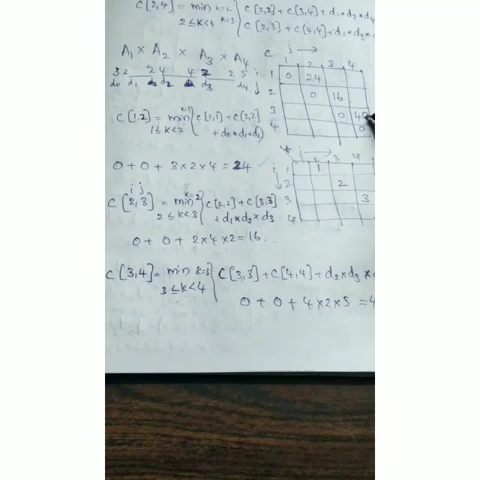 C[2,4] = min k=2 { C[2,2] + C[3,4] + d1*d2*d4
2≤k<4 k=3 C[2,3] + C[4,4] + d1*d3*
A1 × A2 × A3 × A4
3 2 2 4 4 2 2 5
d0 d1 d2 d3 d4
C j →
1 2 3 4
i 1 0 24
↓ 2 0 16
3 0 40
4 0
C[1,2] = min k=1 { C[1,1] + C[2,2]
1≤k<2 + d0*d1*d2
0 + 0 + 3×2×4 = 24
k j →
2 3 4
i 1 1
↓ 2 2
3 3
4
i j
C[2,3] = min k=2 { C[2,2] + C[3,3]
2≤k<3 + d1*d2*d3
0 + 0 + 2×4×2 = 16.
C[3,4] = min k=3 { C[3,3] + C[4,4] + d2*d3*
3≤k<4
0 + 0 + 4×2×5 = 4